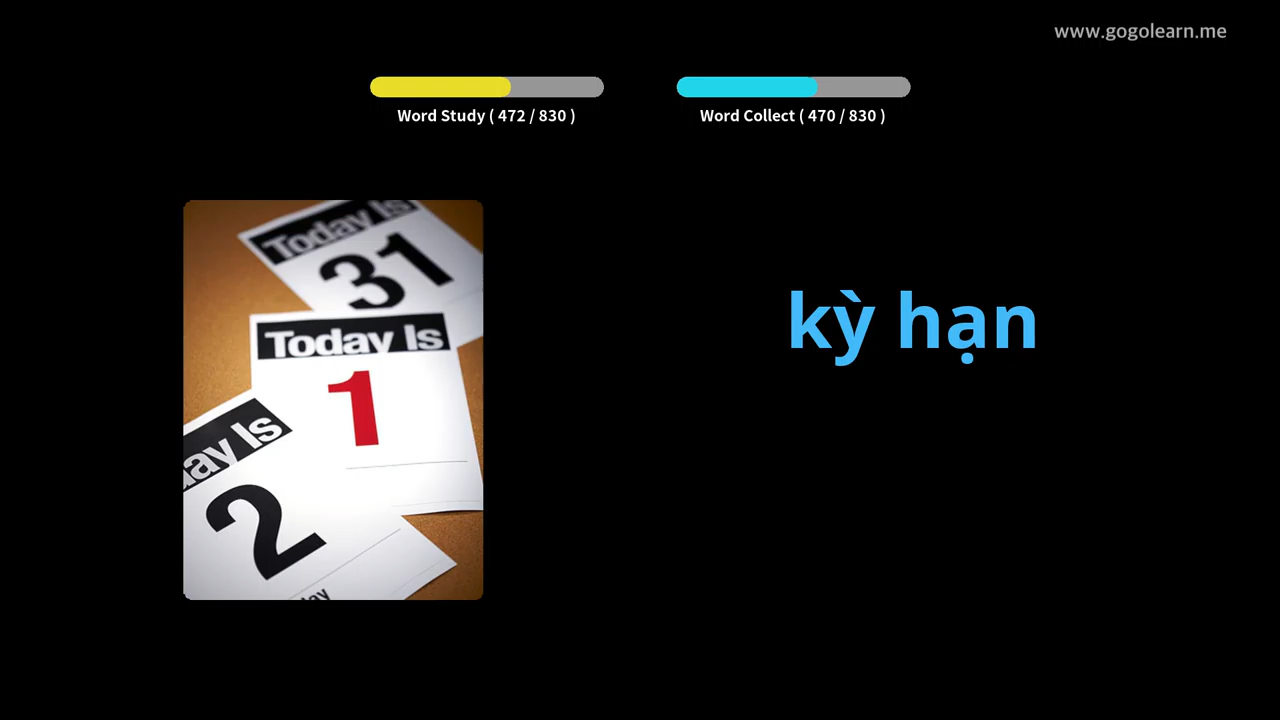 www.gogolearn.me
Word Study ( 472 / 830 )
Word Collect ( 470 / 830 )
Today Is
31
Today Is
1
ay Is
2
kỳ hạn